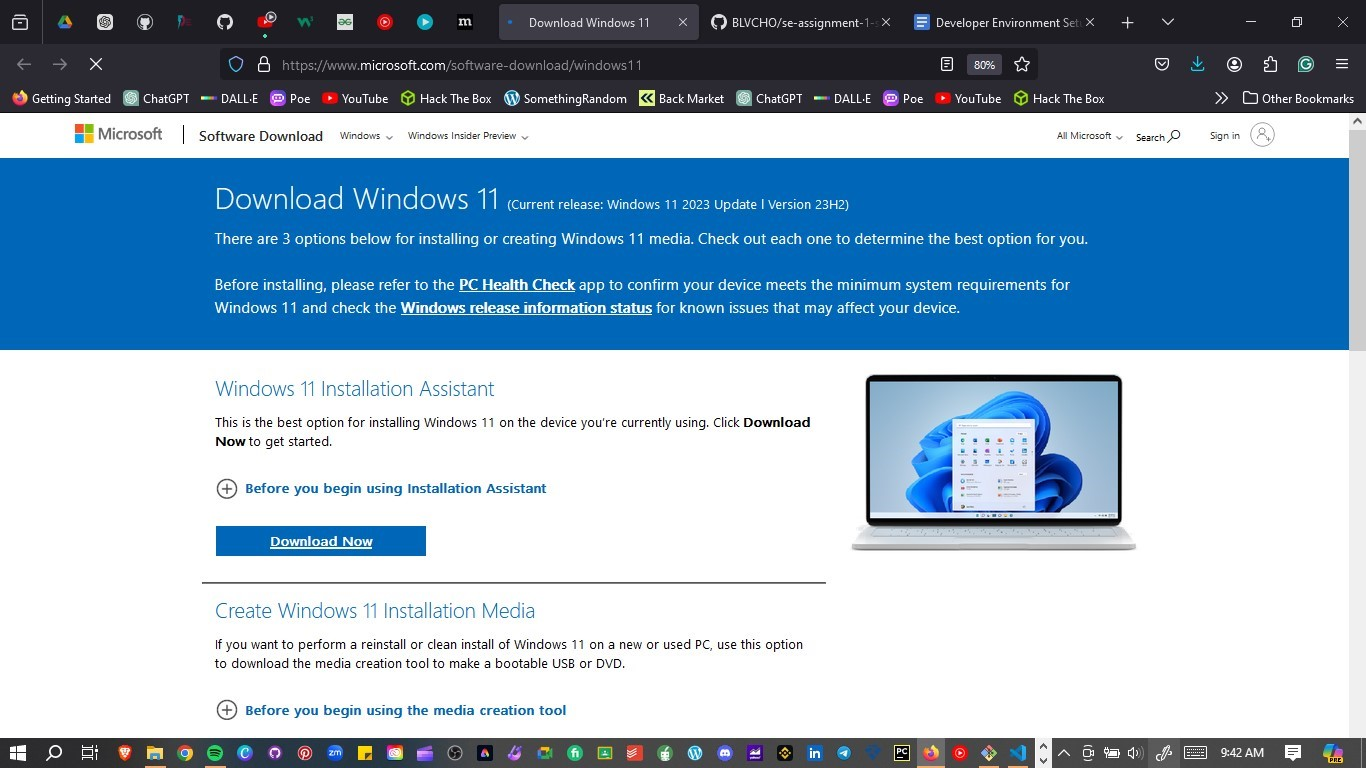 Download Windows 11
BLVCHO/se-assignment-1-
Developer Environment Set
https://www.microsoft.com/software-download/windows11
80%
Getting Started
ChatGPT
DALL·E
Poe
YouTube
Hack The Box
SomethingRandom
Back Market
ChatGPT
DALL·E
Poe
YouTube
Hack The Box
Other Bookmarks
Microsoft
Software Download
Windows
Windows Insider Preview
All Microsoft
Search
Sign in
Download Windows 11 (Current release: Windows 11 2023 Update l Version 23H2)
There are 3 options below for installing or creating Windows 11 media. Check out each one to determine the best option for you.
Before installing, please refer to the PC Health Check app to confirm your device meets the minimum system requirements for
Windows 11 and check the Windows release information status for known issues that may affect your device.
Windows 11 Installation Assistant
This is the best option for installing Windows 11 on the device you're currently using. Click Download
Now to get started.
Before you begin using Installation Assistant
Download Now
Create Windows 11 Installation Media
If you want to perform a reinstall or clean install of Windows 11 on a new or used PC, use this option
to download the media creation tool to make a bootable USB or DVD.
Before you begin using the media creation tool
9:42 AM